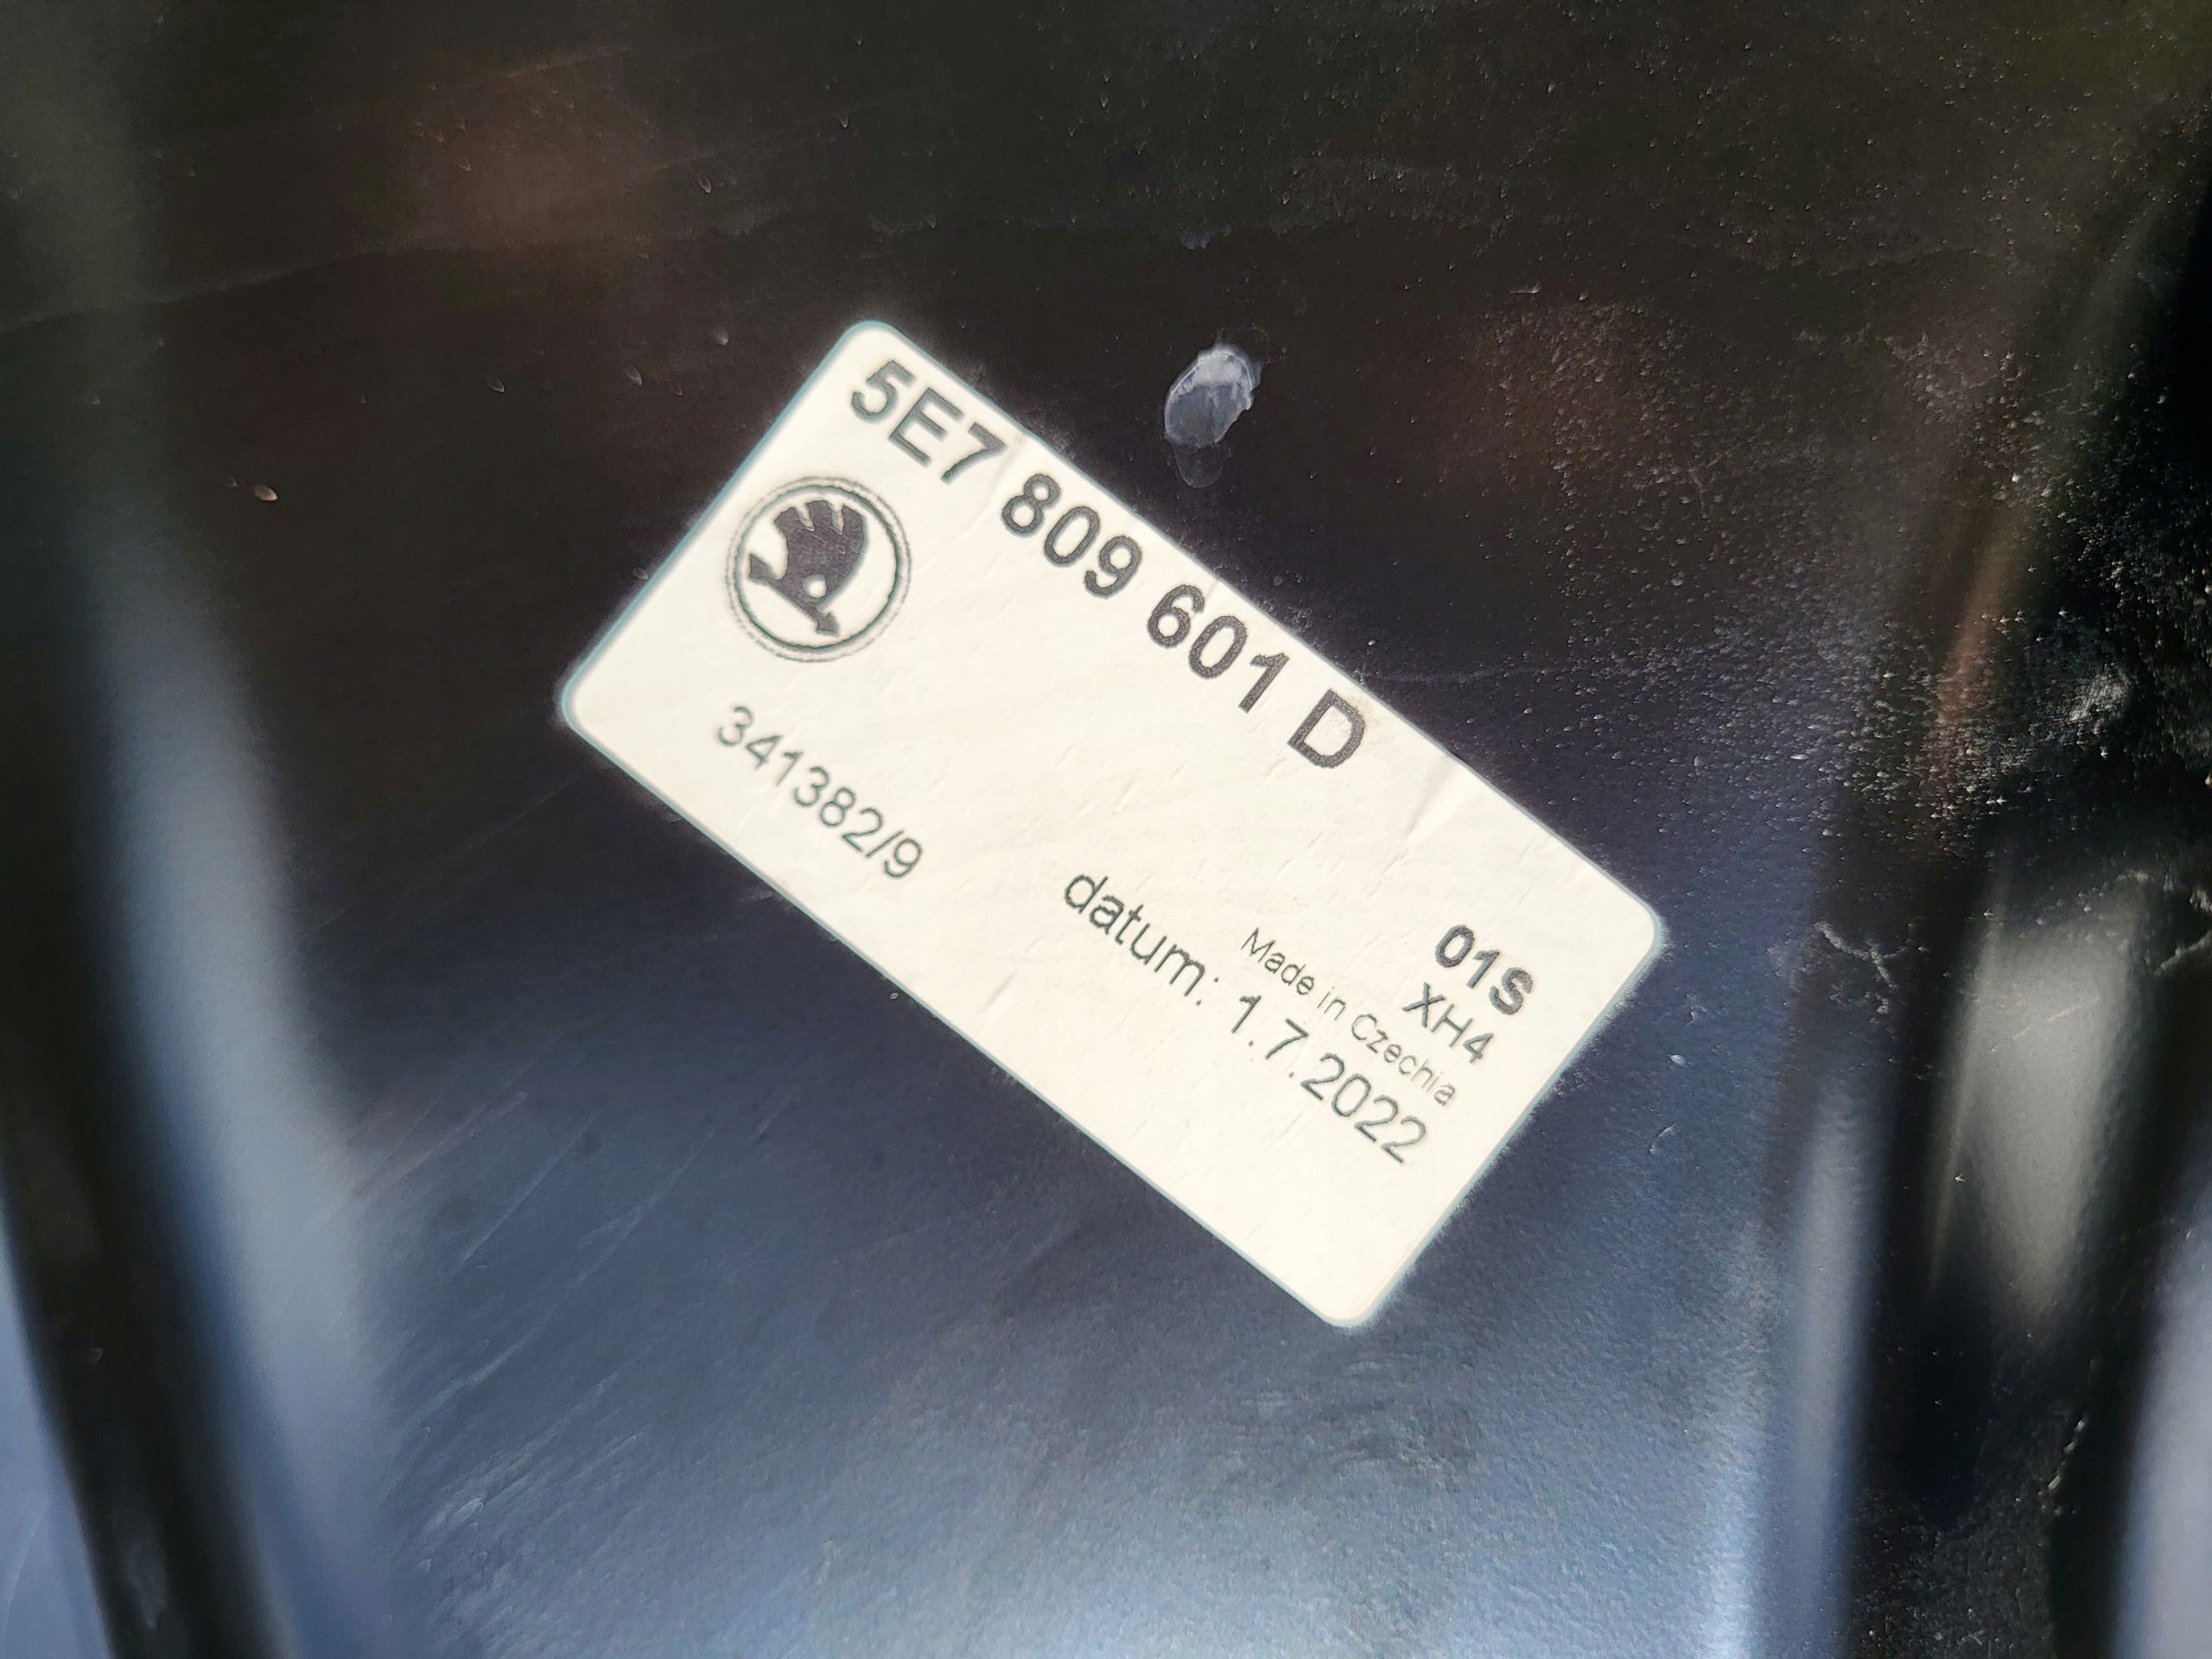 5E7 809 601 D
01S
XH4
Made in Czechia
341382/9
datum: 1.7.2022